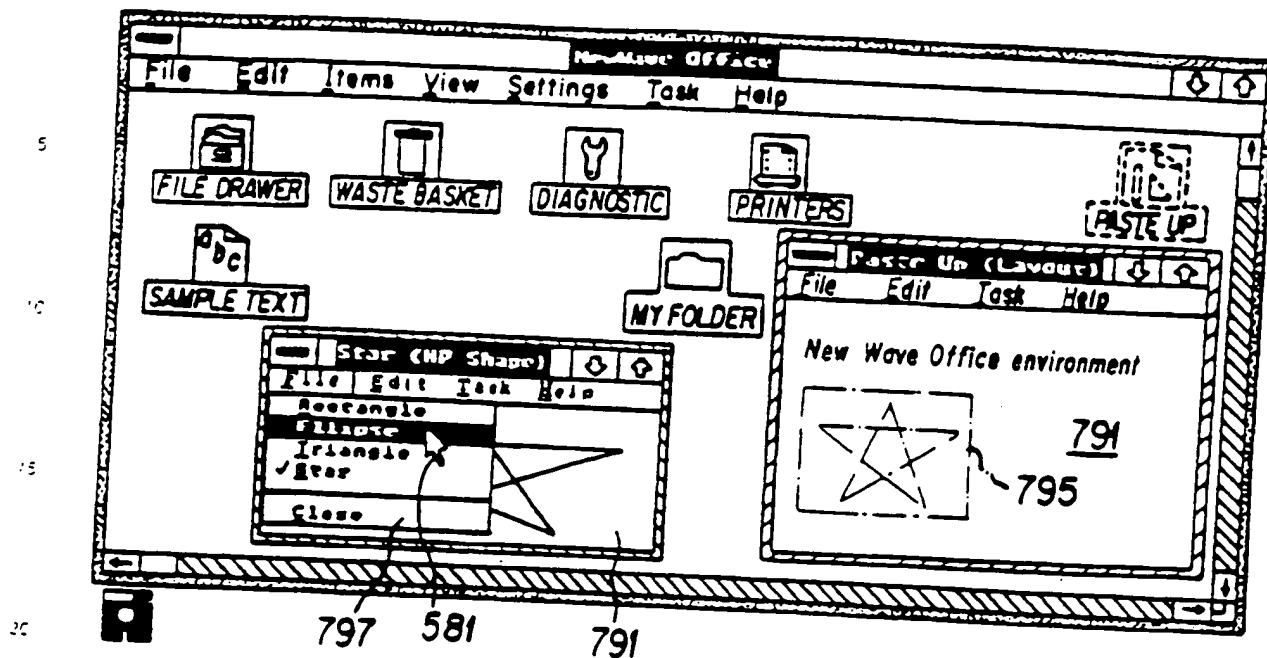 NewWave Office
File Edit Items View Settings Task Help
5
FILE DRAWER WASTE BASKET DIAGNOSTIC PRINTERS PASTE UP
abc
SAMPLE TEXT MY FOLDER
Paste Up (Layout)
File Edit Task Help
10
Star (HP Shape)
File Edit Task Help
New Wave Office environment
Rectangle
Ellipse
Triangle
✓ Star
Close
791
795
15
797 581 791
20